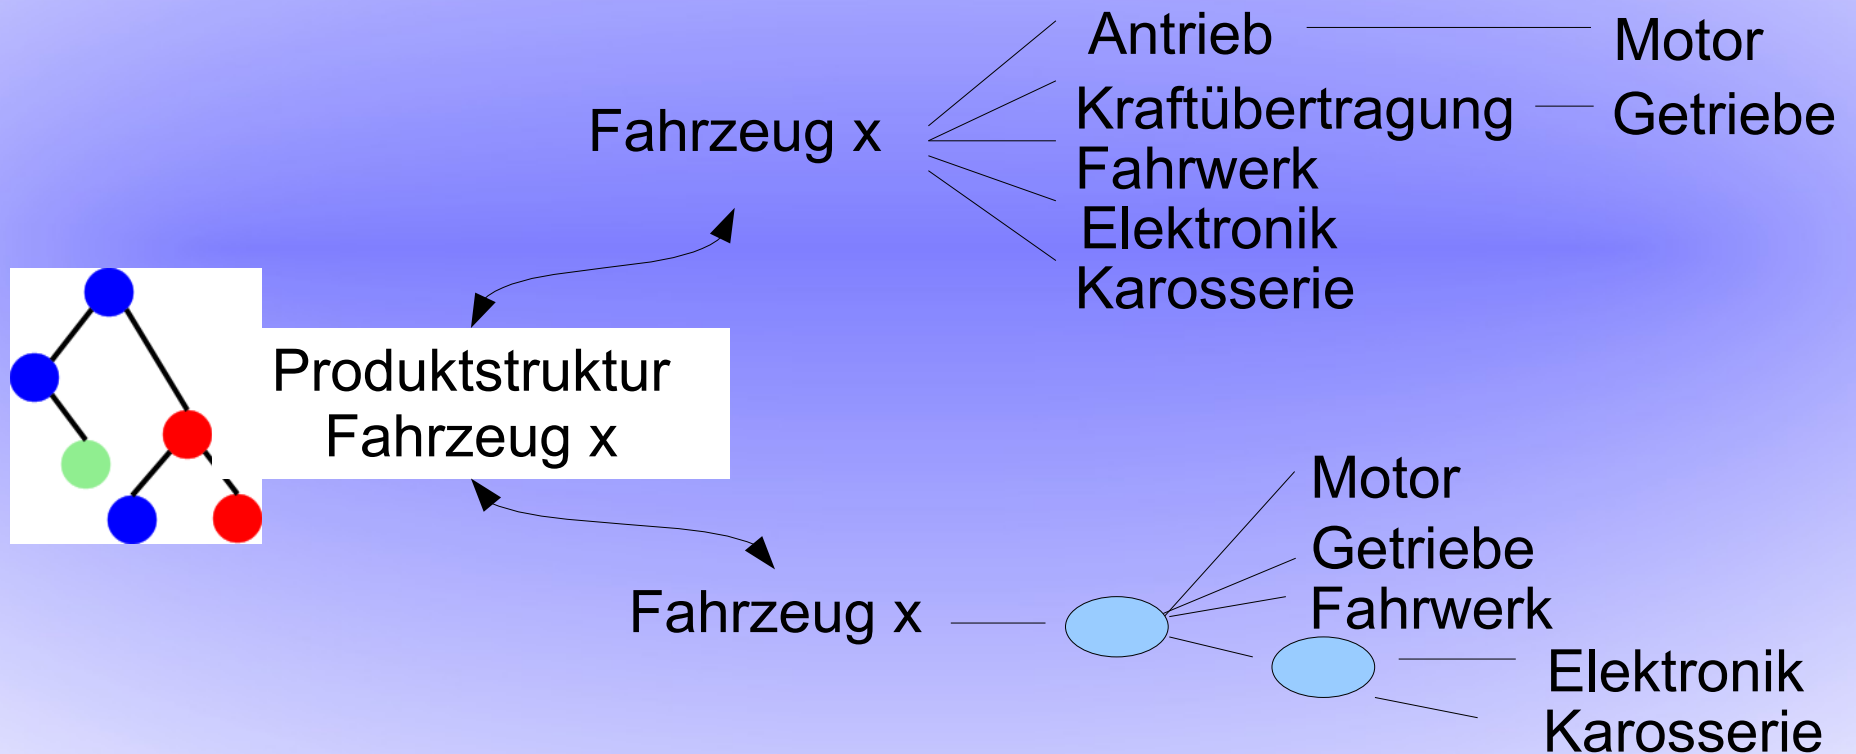 Antrieb
Motor
Kraftübertragung
Getriebe
Fahrzeug x
Fahrwerk
Elektronik
Karosserie
Produktstruktur
Fahrzeug x
Motor
Getriebe
Fahrwerk
Fahrzeug x
Elektronik
Karosserie